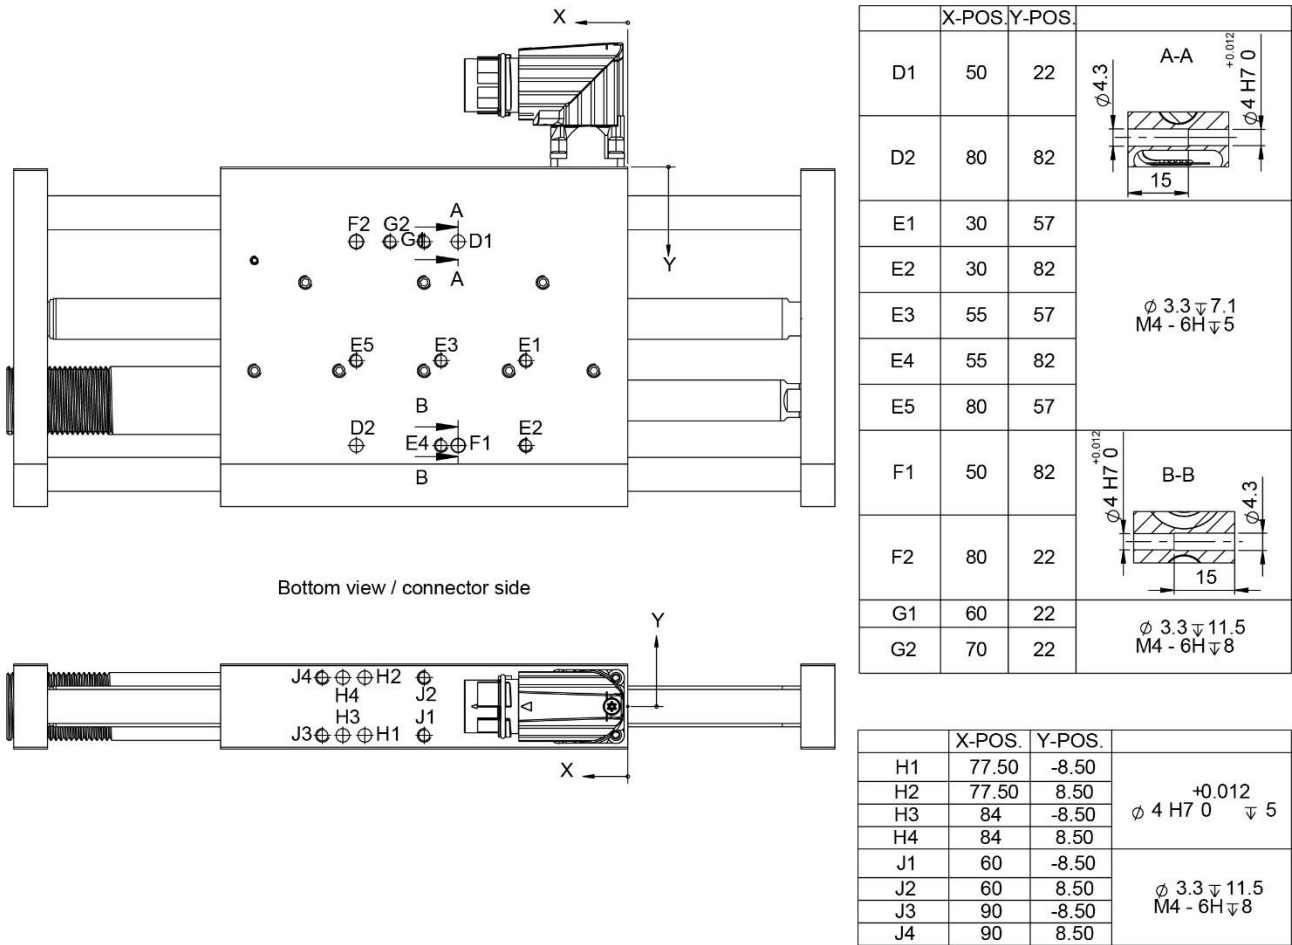 X
Y
A
F2 G2 G1 D1
A
E5 E3 E1
B
D2 E4 F1 E2
B
Bottom view / connector side
Y
J4 H2 J2
H4
H3 J1
J3 H1
X
X-POS. Y-POS.
D1 50 22
D2 80 82
A-A
⌀4.3
+0.012
⌀4 H7 0
15
E1 30 57
E2 30 82
E3 55 57
E4 55 82
E5 80 57
⌀ 3.3 ↧ 7.1
M4 - 6H ↧ 5
F1 50 82
F2 80 22
B-B
+0.012
⌀4 H7 0
⌀4.3
15
G1 60 22
G2 70 22
⌀ 3.3 ↧ 11.5
M4 - 6H ↧ 8
X-POS. Y-POS.
H1 77.50 -8.50
H2 77.50 8.50
H3 84 -8.50
H4 84 8.50
+0.012
⌀ 4 H7 0 ↧ 5
J1 60 -8.50
J2 60 8.50
J3 90 -8.50
J4 90 8.50
⌀ 3.3 ↧ 11.5
M4 - 6H ↧ 8